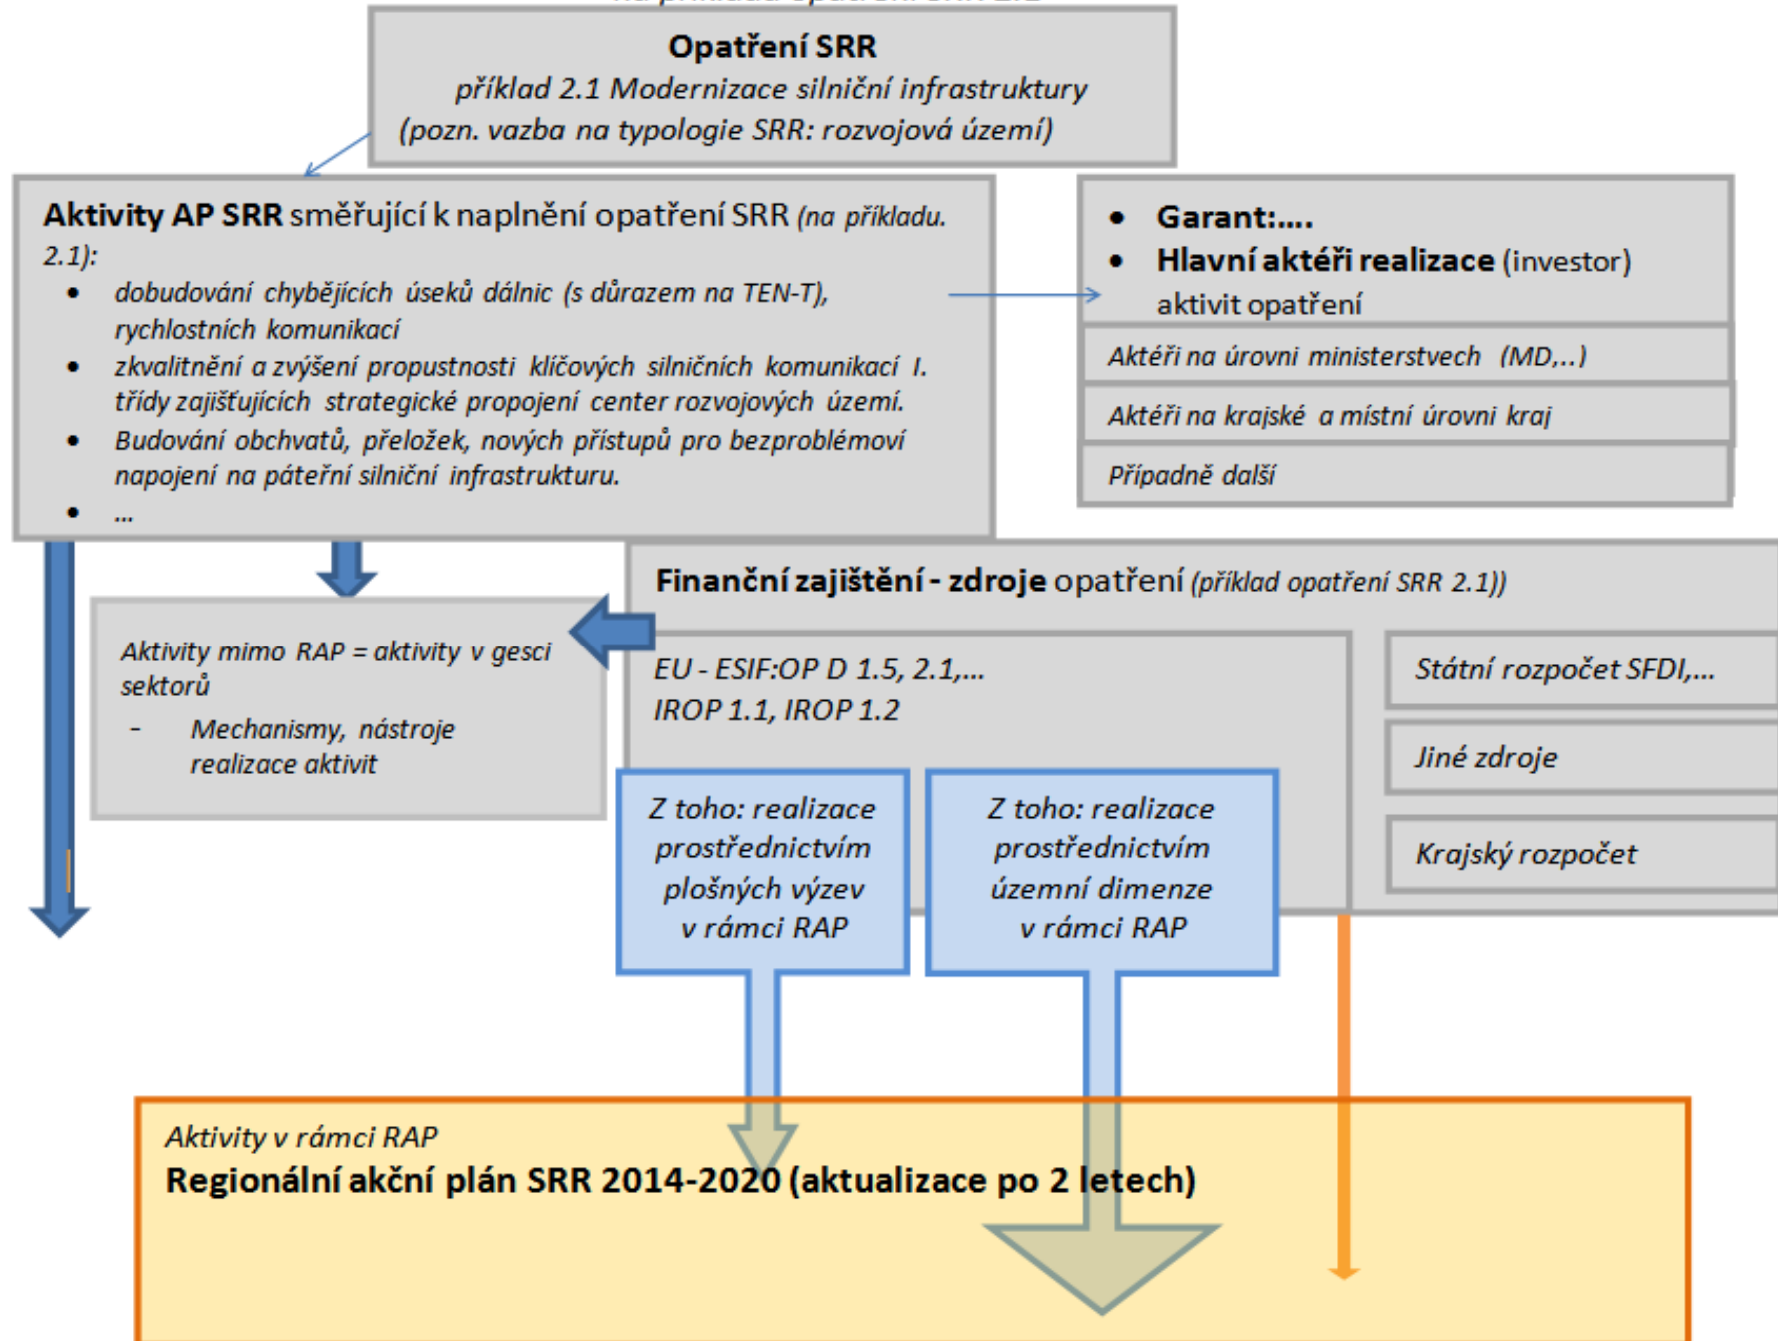 na příkladu opatření SRR 2.1
Opatření SRR
příklad 2.1 Modernizace silniční infrastruktury
(pozn. vazba na typologie SRR: rozvojová území)
Aktivity AP SRR směřující k naplnění opatření SRR (na příkladu.
2.1):
• dobudování chybějících úseků dálnic (s důrazem na TEN-T),
rychlostních komunikací
• zkvalitnění a zvýšení propustnosti klíčových silničních komunikací I.
třídy zajišťujících strategické propojení center rozvojových území.
• Budování obchvatů, přeložek, nových přístupů pro bezproblémoví
napojení na páteřní silniční infrastrukturu.
• ...
• Garant:....
• Hlavní aktéři realizace (investor)
aktivit opatření
Aktéři na úrovni ministerstvech (MD,..)
Aktéři na krajské a místní úrovni kraj
Případně další
Finanční zajištění - zdroje opatření (příklad opatření SRR 2.1))
EU - ESIF:OP D 1.5, 2.1,...
IROP 1.1, IROP 1.2
Státní rozpočet SFDI,...
Jiné zdroje
Krajský rozpočet
Aktivity mimo RAP = aktivity v gesci
sektorů
- Mechanismy, nástroje
realizace aktivit
Z toho: realizace
prostřednictvím
plošných výzev
v rámci RAP
Z toho: realizace
prostřednictvím
územní dimenze
v rámci RAP
Aktivity v rámci RAP
Regionální akční plán SRR 2014-2020 (aktualizace po 2 letech)